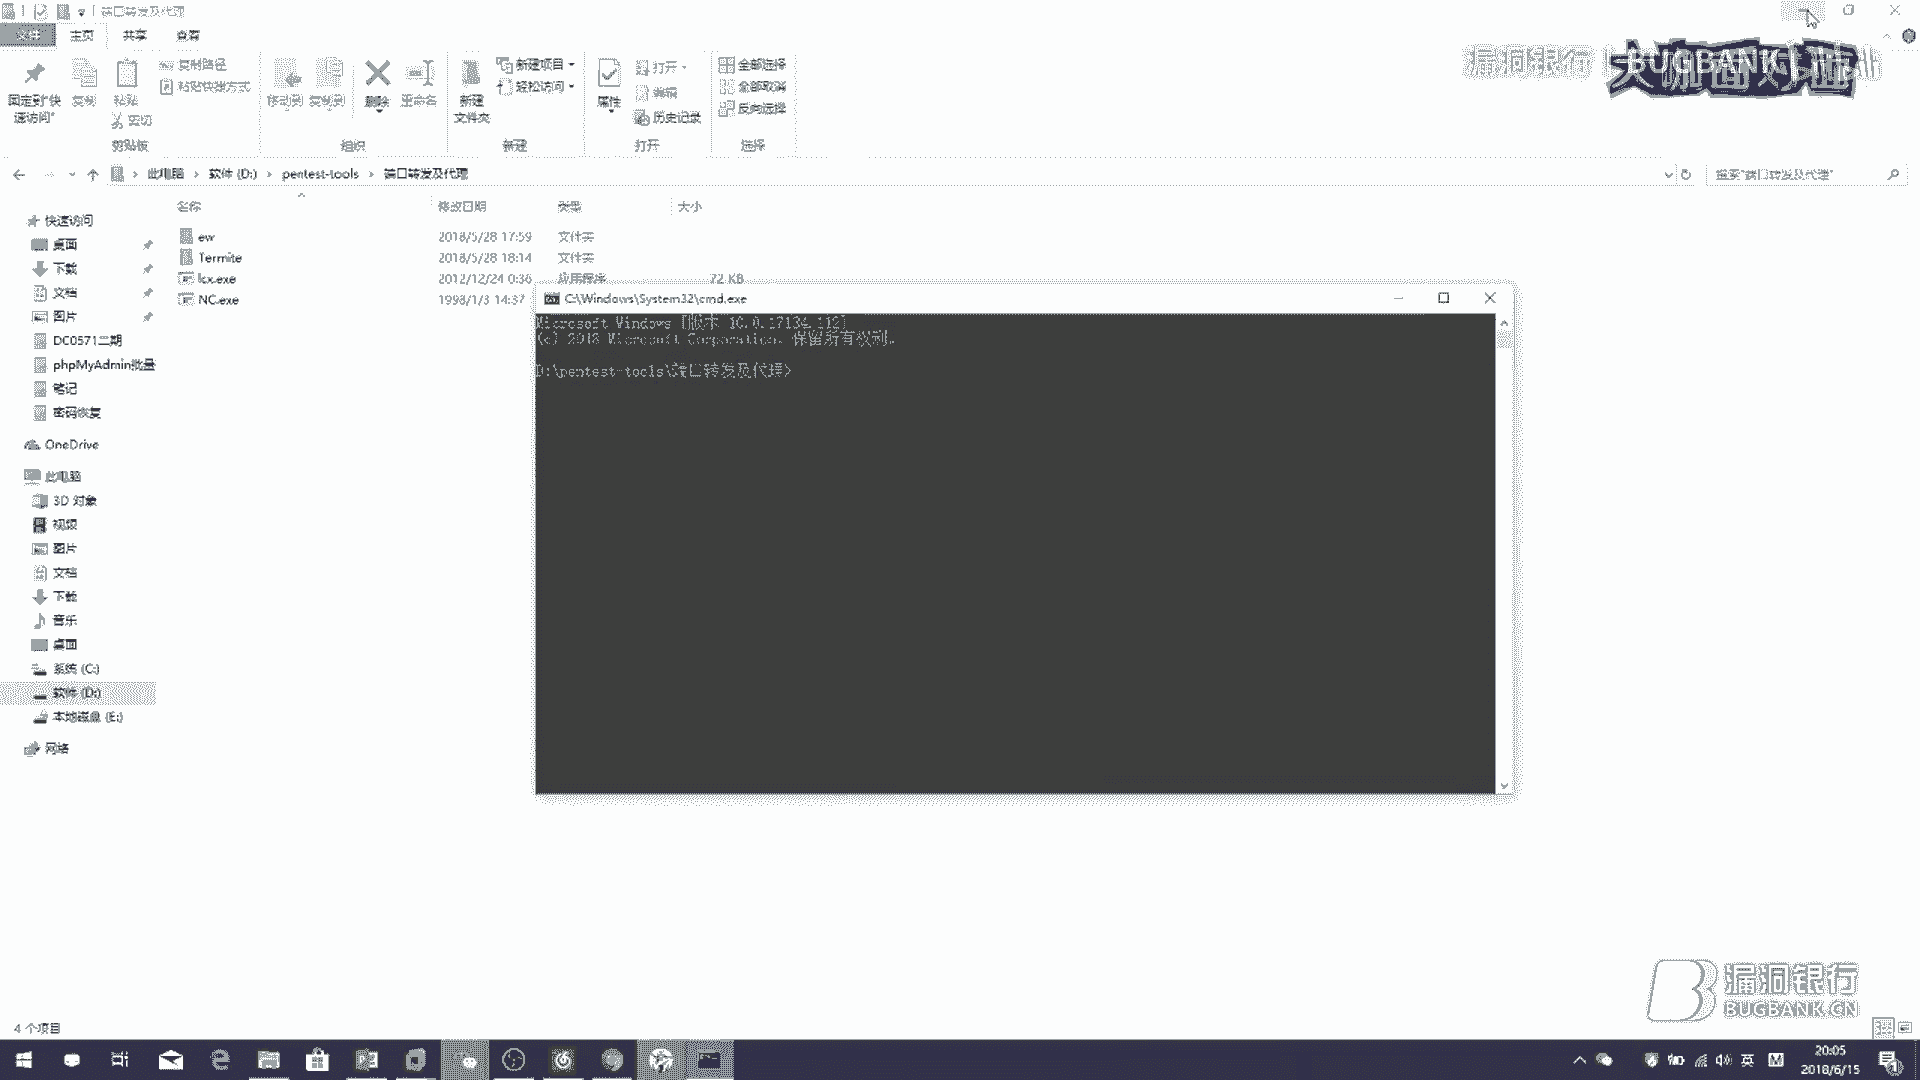 端口转发及代理
文件 主页 共享 查看
漏洞银行
BUGBANK
大咖面对面
固定到"快速访问"
复制
粘贴
复制路径
粘贴快捷方式
剪切
移动到 复制到
删除
重命名
新建文件夹
新建项目
轻松访问
属性
打开
编辑
历史记录
全部选择
全部取消
反向选择
剪贴板 组织 新建 打开 选择
此电脑 › 软件 (D:) › pentest-tools › 端口转发及代理
搜索"端口转发及代理"
名称 修改日期 类型 大小
ew 2018/5/28 17:59 文件夹
Termite 2018/5/28 18:14 文件夹
lcx.exe 2012/12/24 0:36 应用程序 72 KB
NC.exe 1998/1/3 14:37
快速访问
桌面
下载
文档
图片
DC0571二期
phpMyAdmin批量
笔记
密码恢复
OneDrive
此电脑
3D 对象
视频
图片
文档
下载
音乐
桌面
系统 (C:)
软件 (D:)
本地磁盘 (E:)
网络
C:\Windows\System32\cmd.exe
Microsoft Windows [版本 10.0.17134.112]
(c) 2018 Microsoft Corporation. 保留所有权利。
D:\pentest-tools\端口转发及代理>
漏洞银行
BUGBANK.CN
4 个项目
英
20:05
2018/6/15